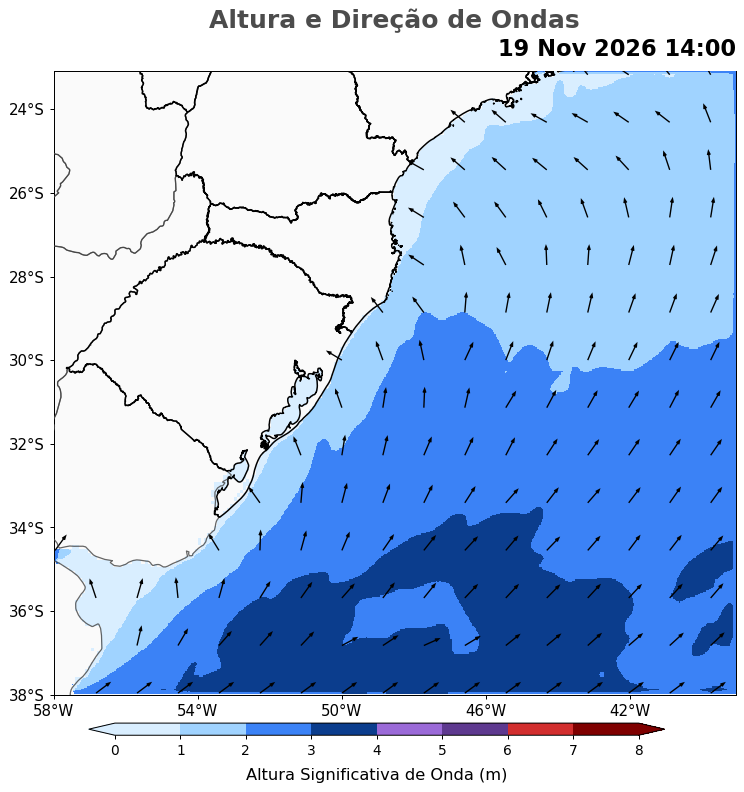 Altura e Direção de Ondas
19 Nov 2026 14:00
24°S
26°S
28°S
30°S
32°S
34°S
36°S
38°S
58°W 54°W 50°W 46°W 42°W
0 1 2 3 4 5 6 7 8
Altura Significativa de Onda (m)